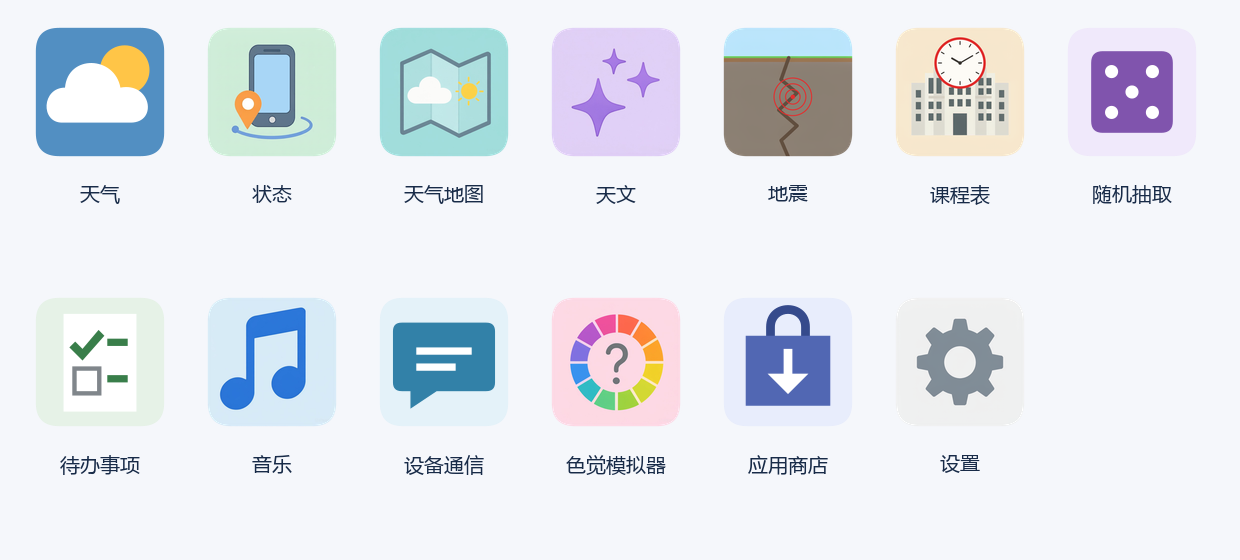 天气
状态
天气地图
天文
地震
课程表
随机抽取
待办事项
音乐
设备通信
色觉模拟器
应用商店
设置